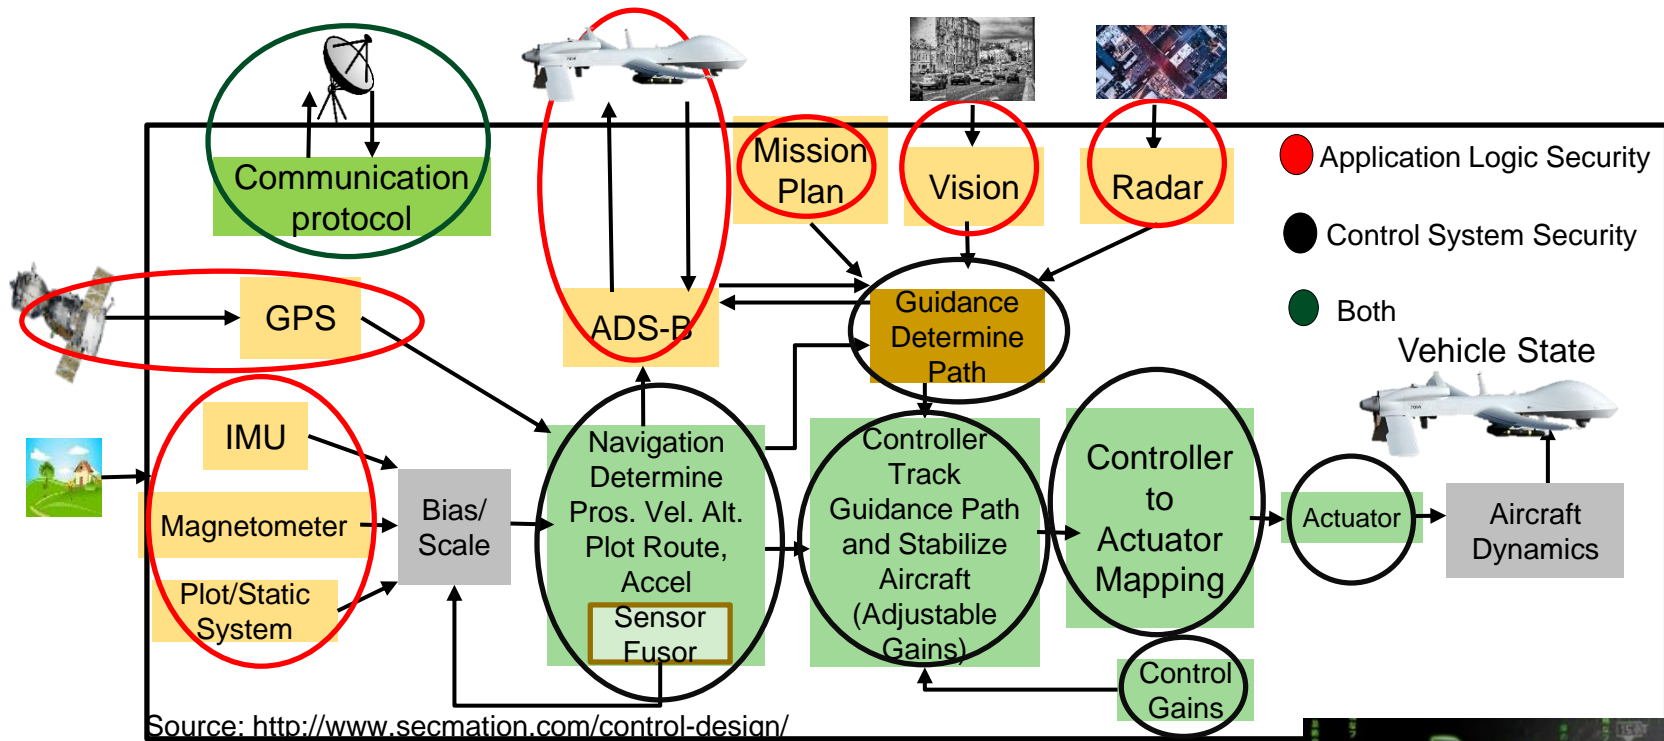 Communication
protocol
Mission
Plan
Vision
Radar
Application Logic Security
Control System Security
Both
GPS
ADS-B
Guidance
Determine
Path
Vehicle State
IMU
Magnetometer
Plot/Static
System
Bias/
Scale
Navigation
Determine
Pros. Vel. Alt.
Plot Route,
Accel
Sensor
Fusor
Controller
Track
Guidance Path
and Stabilize
Aircraft
(Adjustable
Gains)
Controller
to
Actuator
Mapping
Actuator
Aircraft
Dynamics
Control
Gains
Source: http://www.secmation.com/control-design/